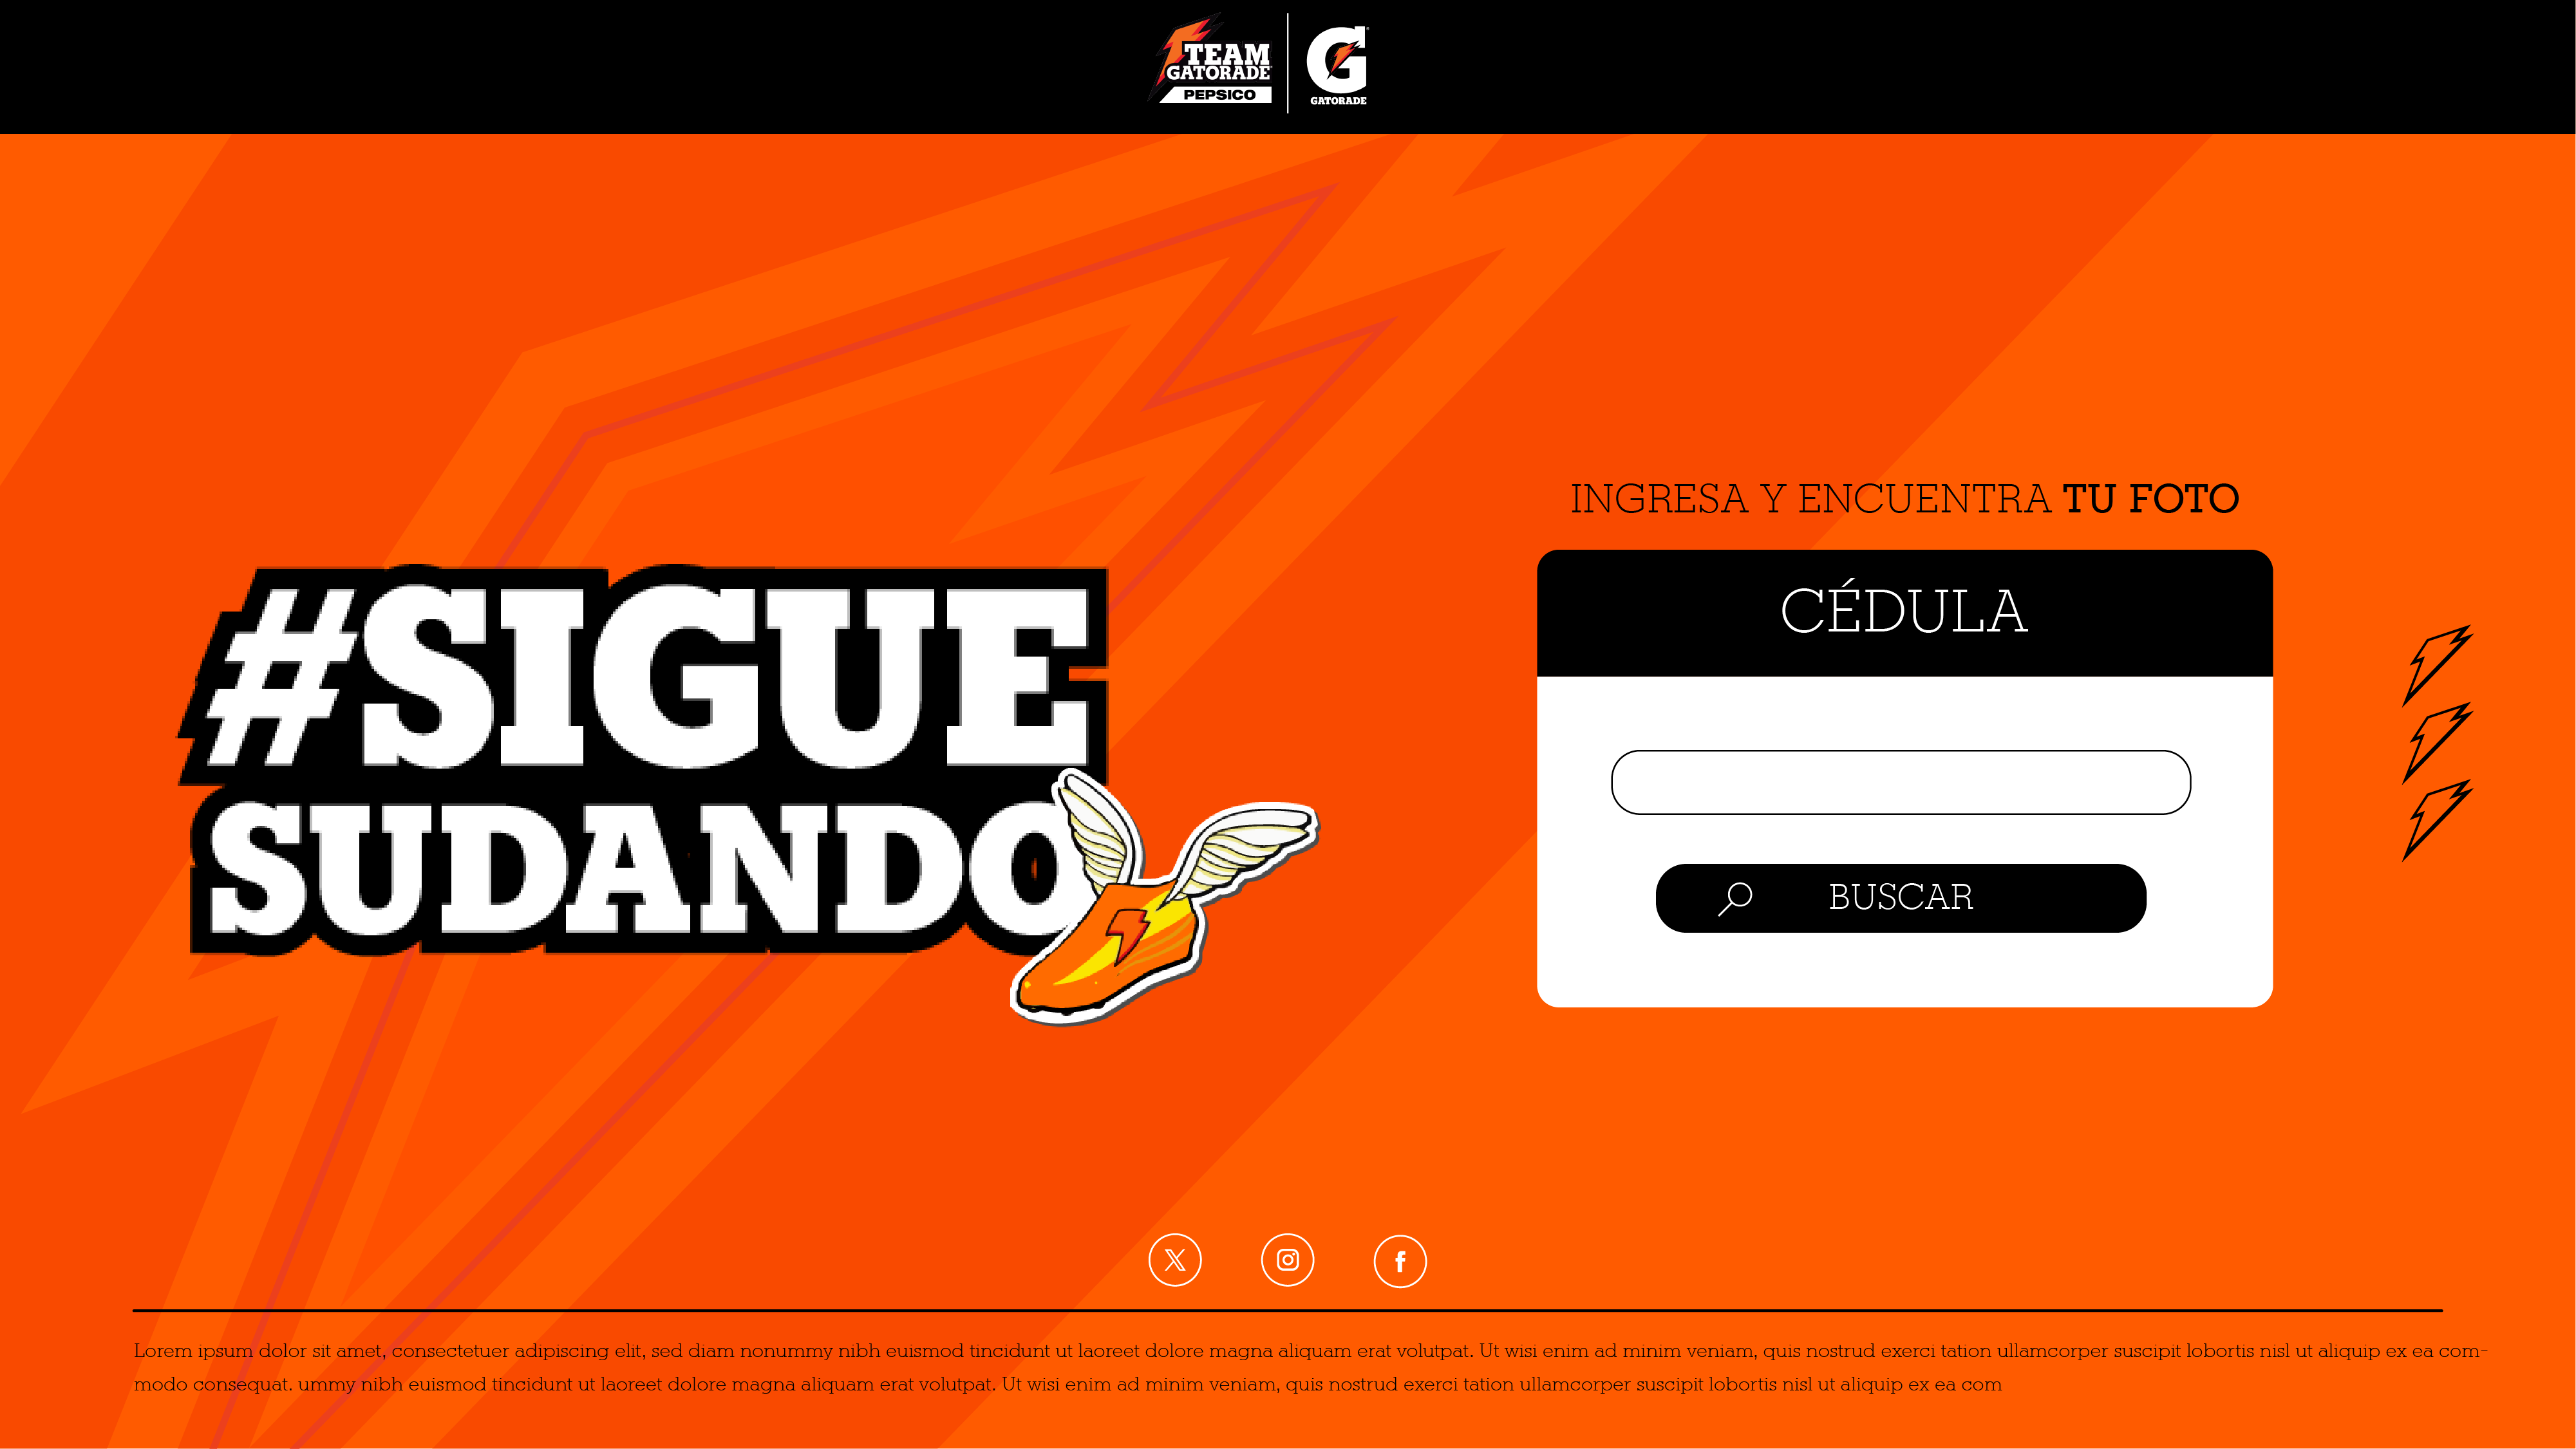 TEAM
GATORADE
PEPSICO
G
GATORADE
INGRESA Y ENCUENTRA TU FOTO
CÉDULA
#SIGUE
SUDANDO
BUSCAR
Lorem ipsum dolor sit amet, consectetuer adipiscing elit, sed diam nonummy nibh euismod tincidunt ut laoreet dolore magna aliquam erat volutpat. Ut wisi enim ad minim veniam, quis nostrud exerci tation ullamcorper suscipit lobortis nisl ut aliquip ex ea com-
modo consequat. ummy nibh euismod tincidunt ut laoreet dolore magna aliquam erat volutpat. Ut wisi enim ad minim veniam, quis nostrud exerci tation ullamcorper suscipit lobortis nisl ut aliquip ex ea com